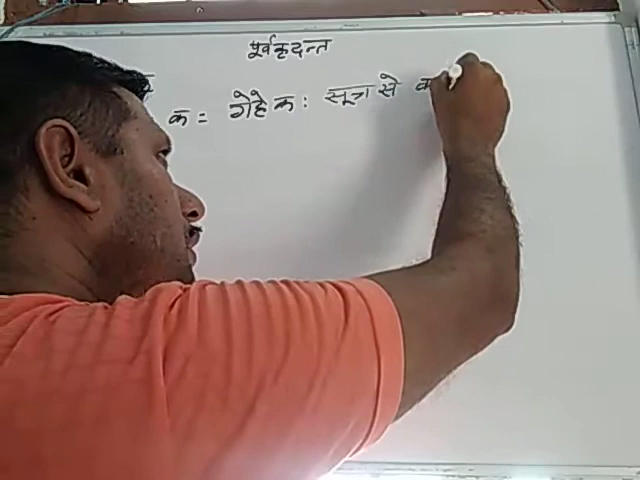 पूर्वकृदन्त
क = गेहे कः सूत्र से